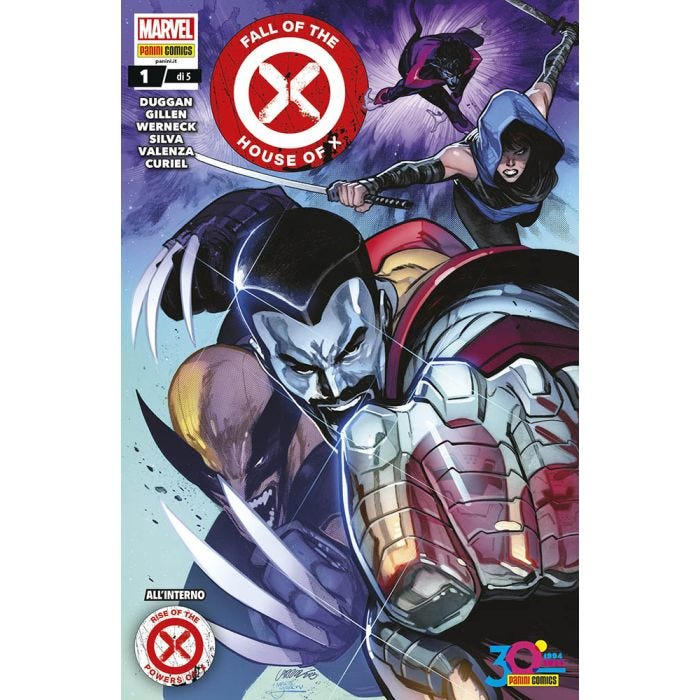 MARVEL
PANINI COMICS
panini.it
1 di 5
DUGGAN
GILLEN
WERNECK
SILVA
VALENZA
CURIEL
FALL OF THE
X
HOUSE OF X
ALL'INTERNO
RISE OF THE
X
POWERS OF X
30
1994
PANINI COMICS